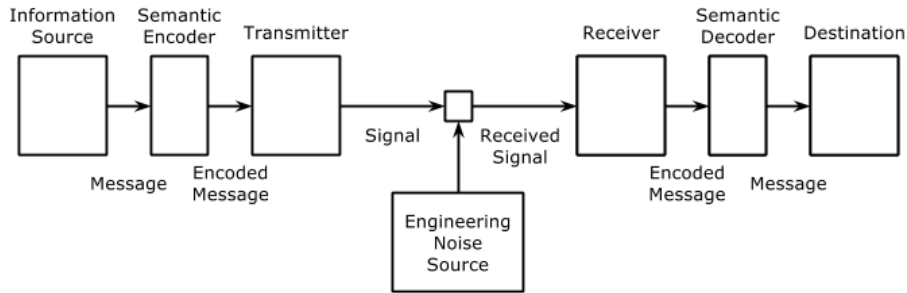 Information
Source
Semantic
Encoder
Transmitter
Receiver
Semantic
Decoder
Destination
Signal
Received
Signal
Message
Encoded
Message
Encoded
Message
Message
Engineering
Noise
Source